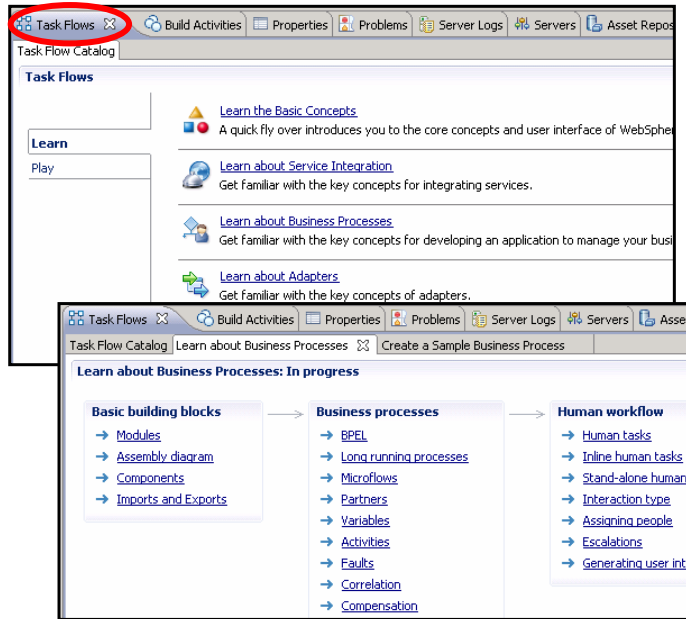 Task Flows Build Activities Properties Problems Server Logs Servers Asset Repos
Task Flow Catalog
Task Flows
Learn the Basic Concepts
A quick fly over introduces you to the core concepts and user interface of WebSphe
Learn
Learn about Service Integration
Play
Get familiar with the key concepts for integrating services.
Learn about Business Processes
Get familiar with the key concepts for developing an application to manage your busi
Learn about Adapters
Get familiar with the key concepts of adapters.
Task Flows Build Activities Properties Problems Server Logs Servers Asse
Task Flow Catalog Learn about Business Processes Create a Sample Business Process
Learn about Business Processes: In progress
Basic building blocks
Modules
Assembly diagram
Components
Imports and Exports
Business processes
BPEL
Long running processes
Microflows
Partners
Variables
Activities
Faults
Correlation
Compensation
Human workflow
Human tasks
Inline human tasks
Stand-alone human
Interaction type
Assigning people
Escalations
Generating user int